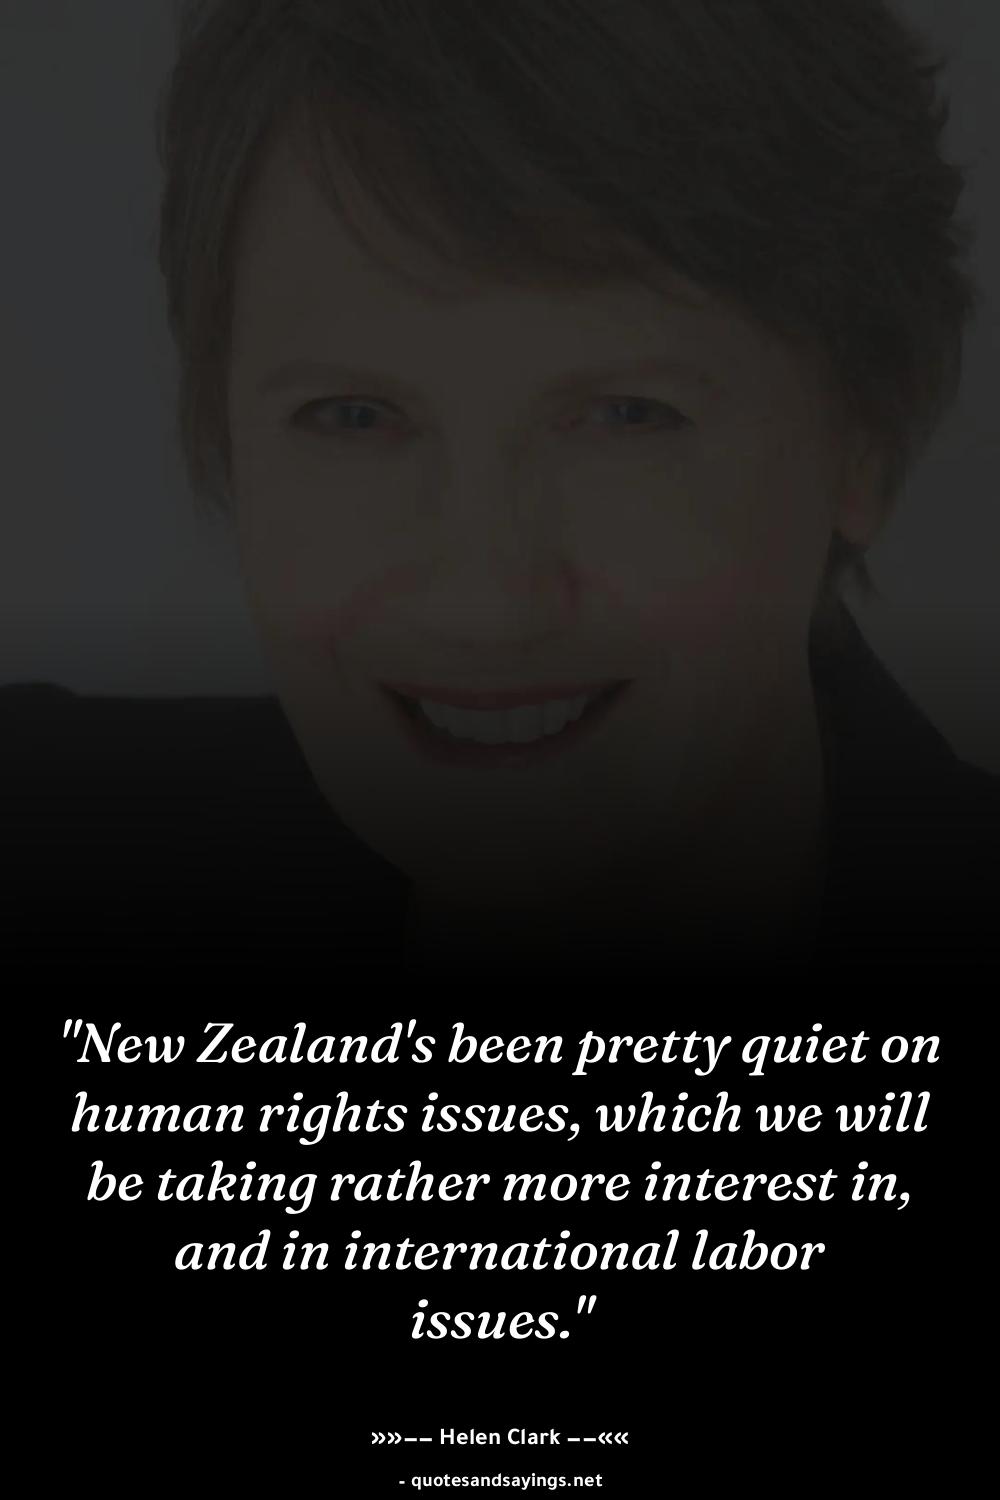 "New Zealand's been pretty quiet on
human rights issues, which we will
be taking rather more interest in,
and in international labor
issues."
»»−− Helen Clark −−««
- quotesandsayings.net